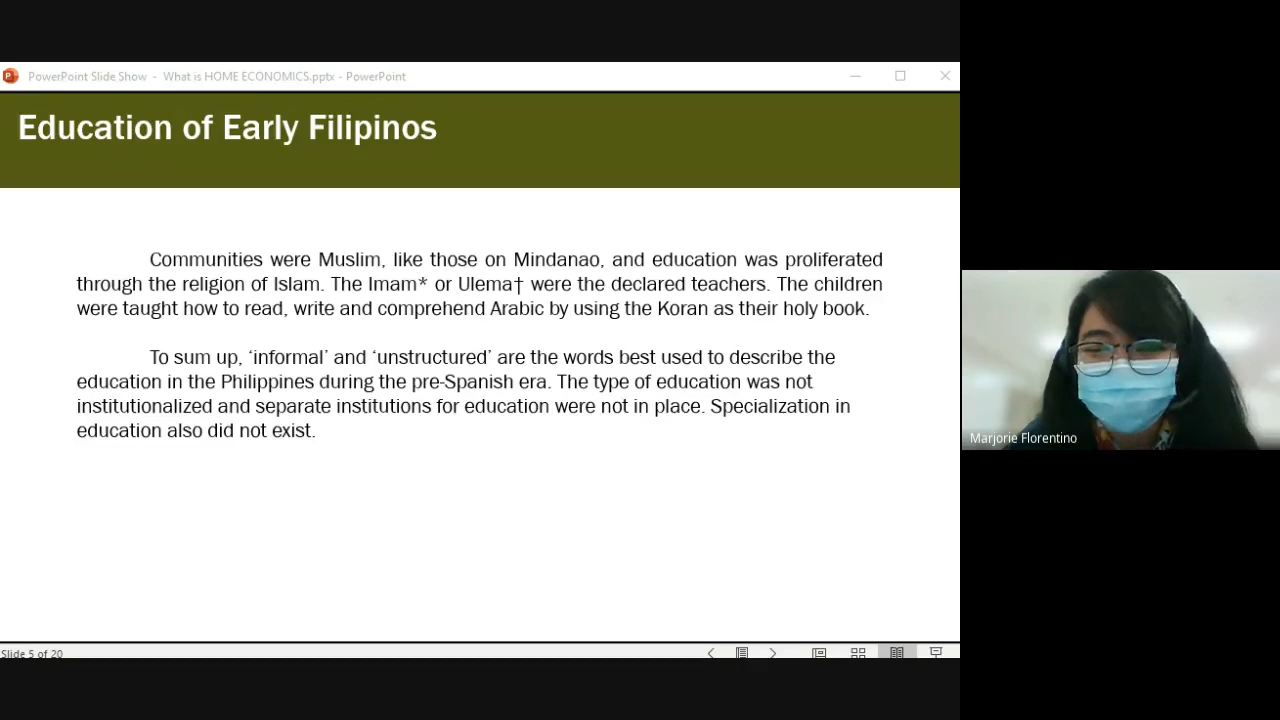 PowerPoint Slide Show - What is HOME ECONOMICS.pptx - PowerPoint
Education of Early Filipinos
Communities were Muslim, like those on Mindanao, and education was proliferated
through the religion of Islam. The Imam* or Ulema† were the declared teachers. The children
were taught how to read, write and comprehend Arabic by using the Koran as their holy book.
To sum up, ‘informal’ and ‘unstructured’ are the words best used to describe the
education in the Philippines during the pre-Spanish era. The type of education was not
institutionalized and separate institutions for education were not in place. Specialization in
education also did not exist.
Marjorie Florentino
Slide 5 of 20